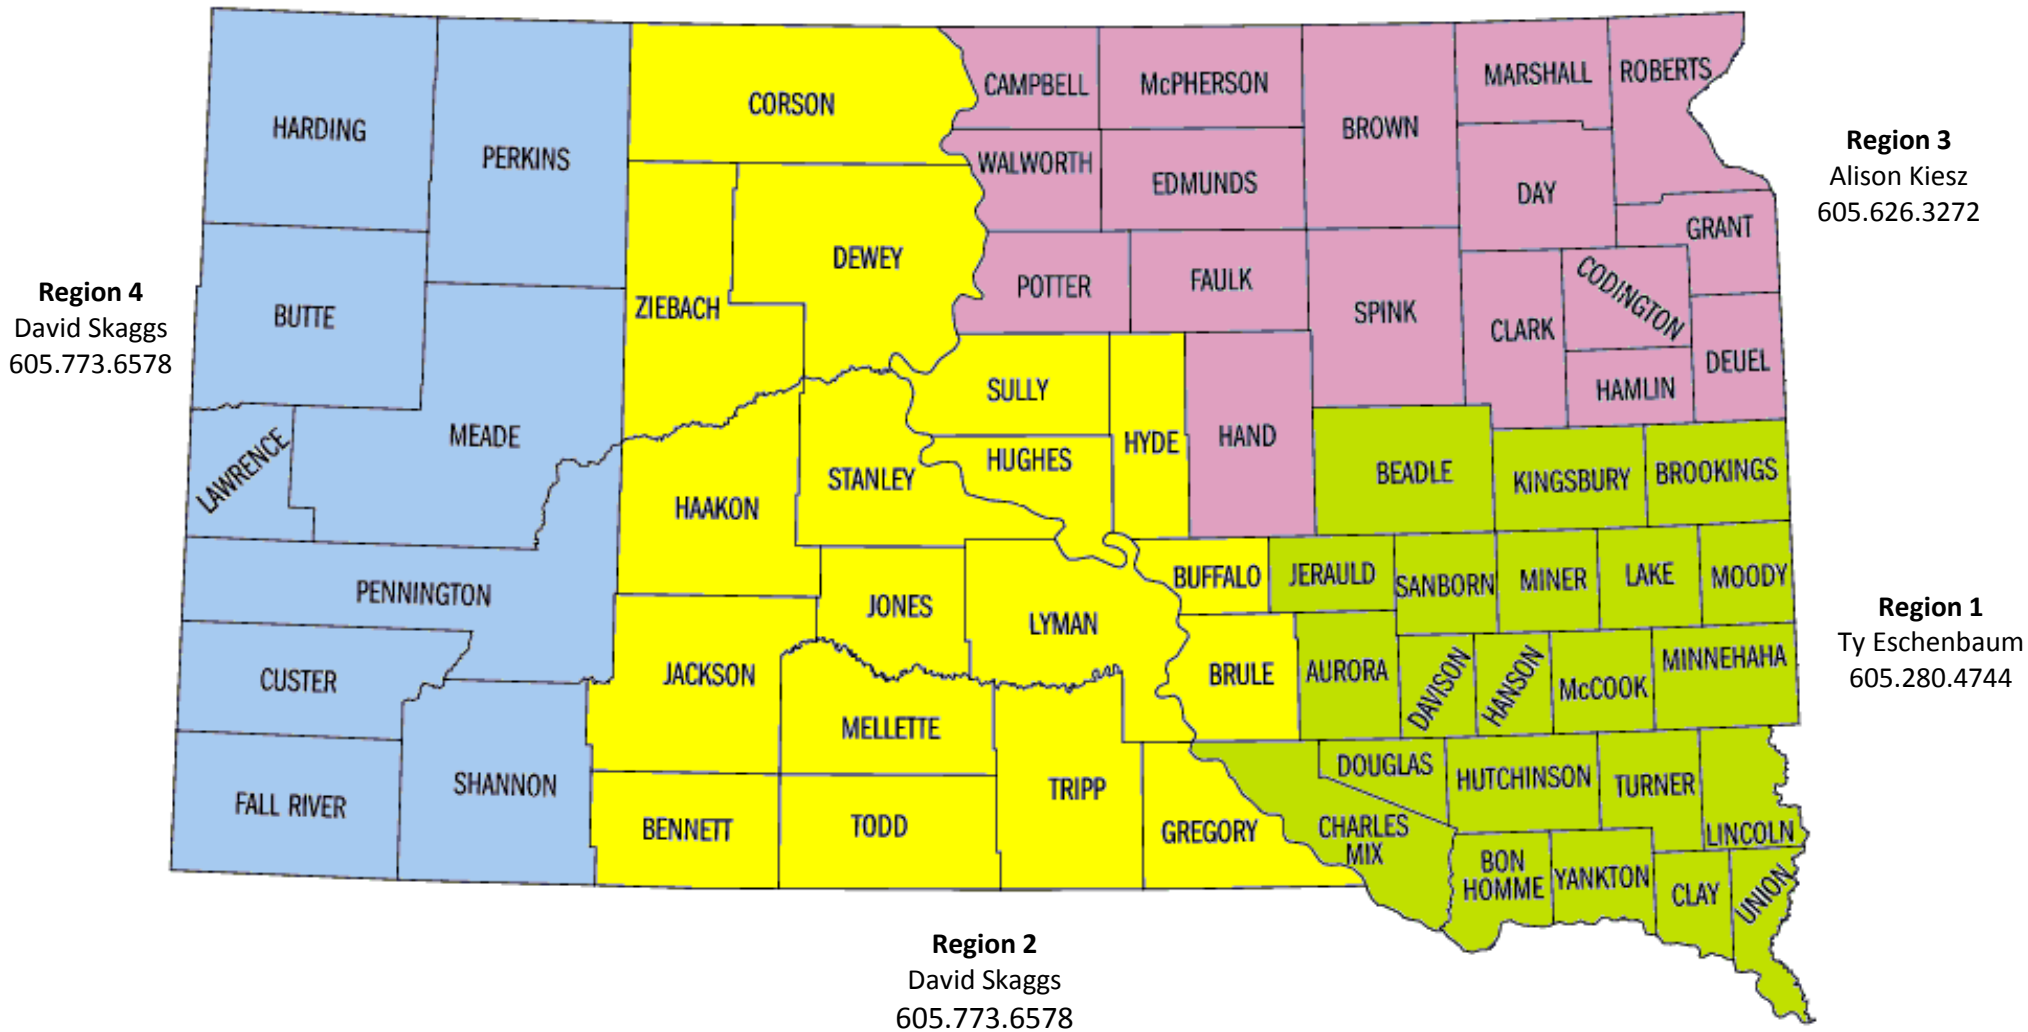 HARDING
PERKINS
CORSON
CAMPBELL
McPHERSON
BROWN
MARSHALL
ROBERTS
WALWORTH
EDMUNDS
DAY
GRANT
Region 3
Alison Kiesz
605.626.3272
Region 4
David Skaggs
605.773.6578
BUTTE
ZIEBACH
DEWEY
POTTER
FAULK
SPINK
CLARK
CODINGTON
HAMLIN
DEUEL
LAWRENCE
MEADE
HAAKON
STANLEY
SULLY
HUGHES
HYDE
HAND
BEADLE
KINGSBURY
BROOKINGS
PENNINGTON
JONES
LYMAN
BUFFALO
JERAULD
SANBORN
MINER
LAKE
MOODY
Region 1
Ty Eschenbaum
605.280.4744
CUSTER
JACKSON
MELLETTE
BRULE
AURORA
DAVISON
HANSON
McCOOK
MINNEHAHA
FALL RIVER
SHANNON
BENNETT
TODD
TRIPP
GREGORY
CHARLES
MIX
DOUGLAS
HUTCHINSON
TURNER
LINCOLN
BON
HOMME
YANKTON
CLAY
UNION
Region 2
David Skaggs
605.773.6578